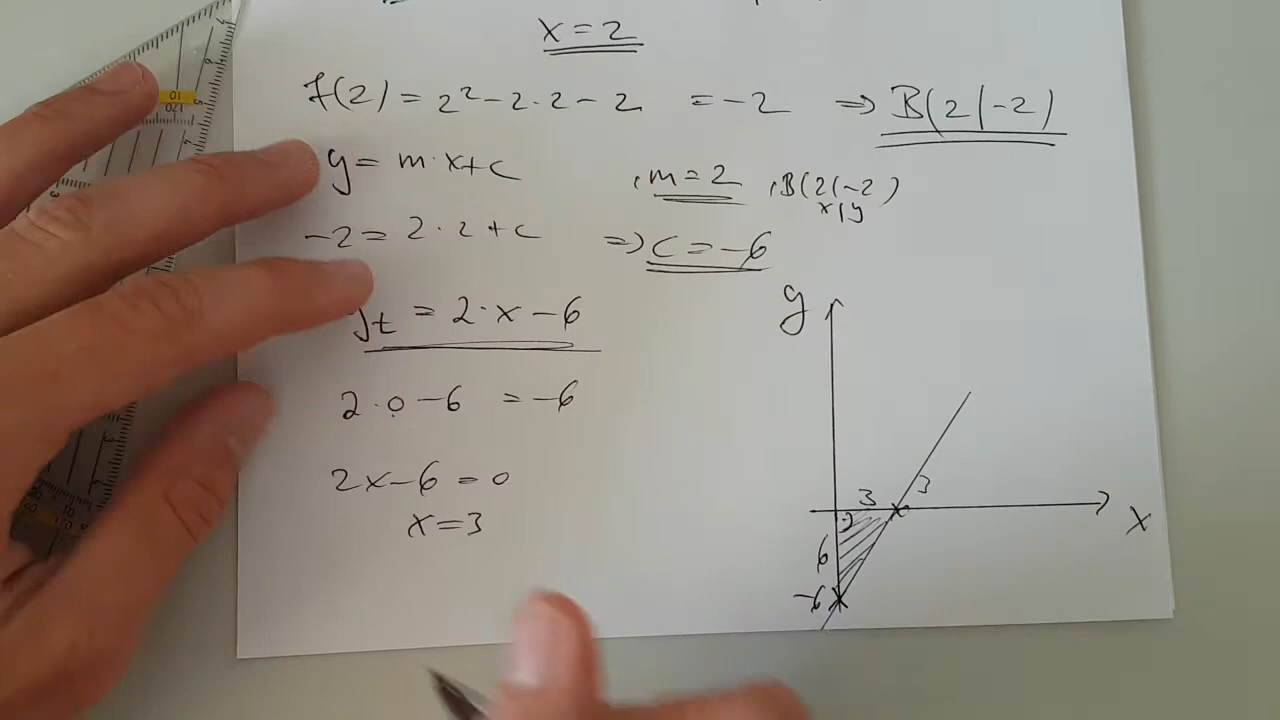 x = 2
f(2) = 2² - 2 · 2 - 2 = -2 ⇒ B(2|-2)
y = m · x + c , m = 2 , B(2|-2)
x | y
-2 = 2 · 2 + c ⇒ c = -6
yt = 2 · x - 6
2 · 0 - 6 = -6
2x - 6 = 0
x = 3
y
3 3
x
6
-6